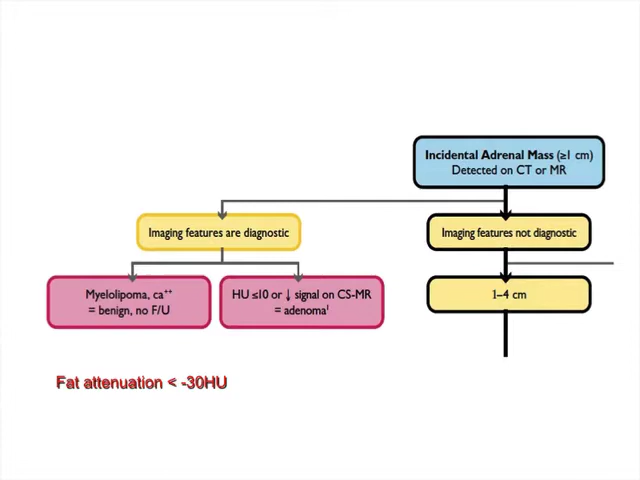 Incidental Adrenal Mass (≥1 cm)
Detected on CT or MR
Imaging features are diagnostic
Imaging features not diagnostic
Myelolipoma, ca⁺⁺
= benign, no F/U
HU ≤10 or ↓ signal on CS-MR
= adenoma¹
1–4 cm
Fat attenuation < -30HU